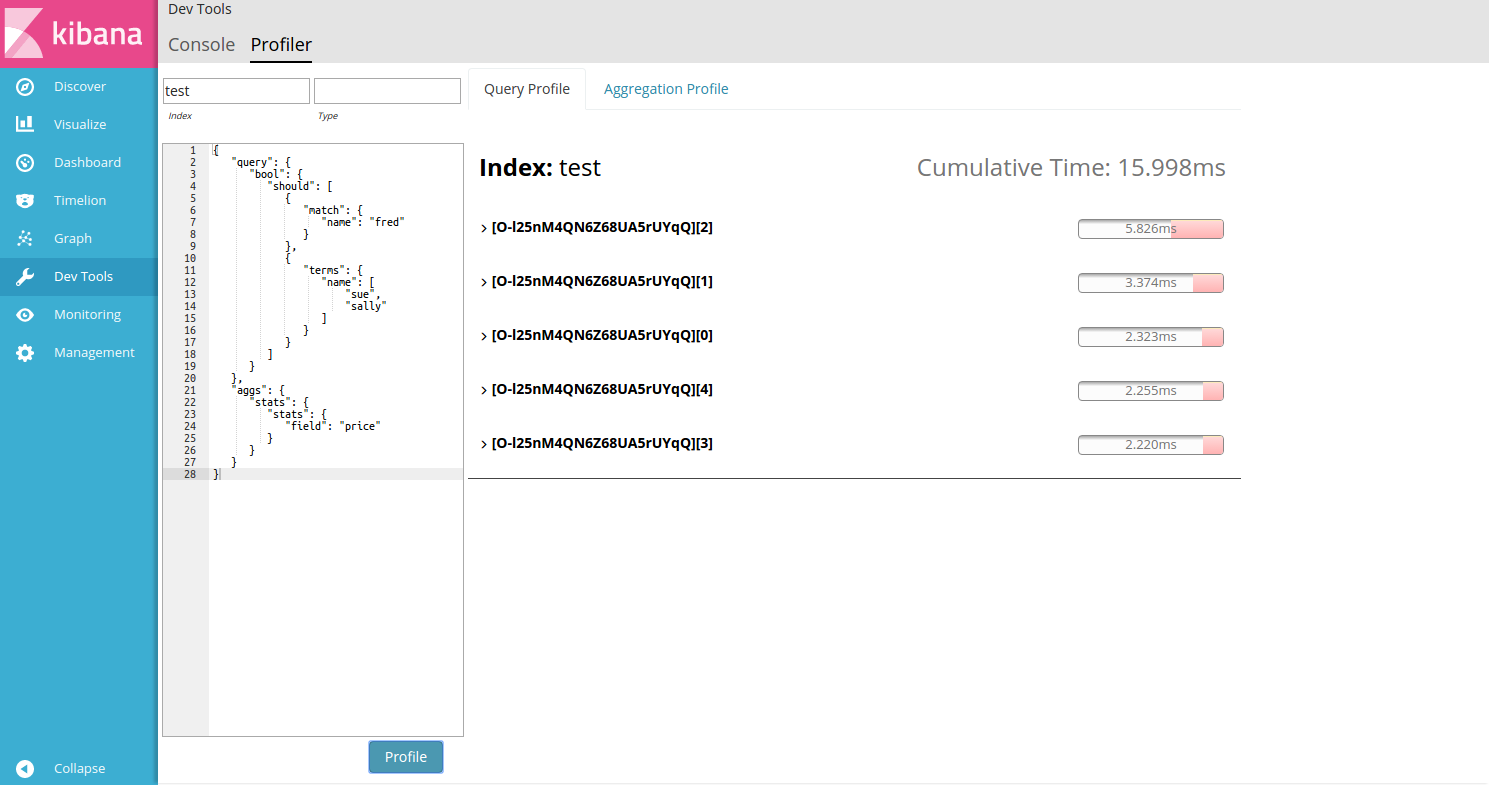 kibana
Discover
Visualize
Dashboard
Timelion
Graph
Dev Tools
Monitoring
Management
Collapse
Dev Tools
Console Profiler
test
Index Type
1 {
2 "query": {
3 "bool": {
4 "should": [
5 {
6 "match": {
7 "name": "fred"
8 }
9 },
10 {
11 "terms": {
12 "name": [
13 "sue",
14 "sally"
15 ]
16 }
17 }
18 ]
19 }
20 },
21 "aggs": {
22 "stats": {
23 "stats": {
24 "field": "price"
25 }
26 }
27 }
28 }
Profile
Query Profile Aggregation Profile
Index: test Cumulative Time: 15.998ms
[O-l25nM4QN6Z68UA5rUYqQ][2] 5.826ms
[O-l25nM4QN6Z68UA5rUYqQ][1] 3.374ms
[O-l25nM4QN6Z68UA5rUYqQ][0] 2.323ms
[O-l25nM4QN6Z68UA5rUYqQ][4] 2.255ms
[O-l25nM4QN6Z68UA5rUYqQ][3] 2.220ms